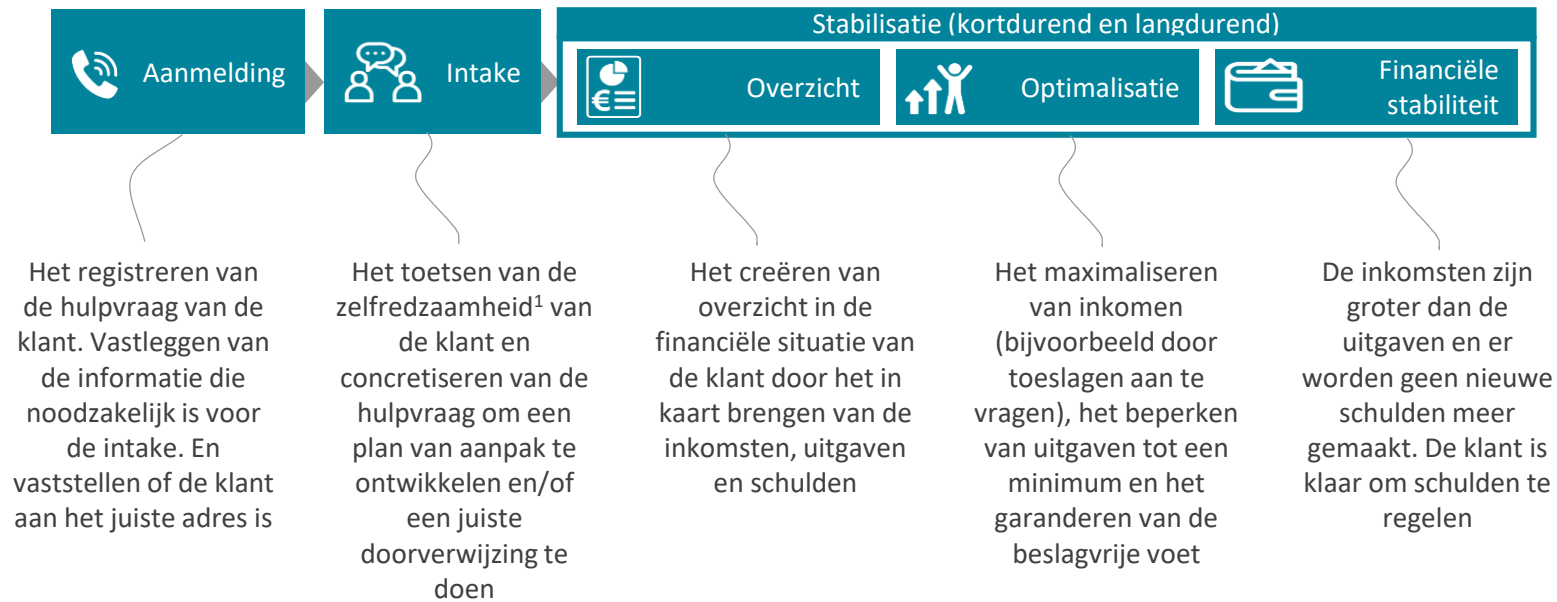 Stabilisatie (kortdurend en langdurend)
Aanmelding
Intake
Overzicht
Optimalisatie
Financiële
stabiliteit
Het registreren van
de hulpvraag van de
klant. Vastleggen van
de informatie die
noodzakelijk is voor
de intake. En
vaststellen of de klant
aan het juiste adres is
Het toetsen van de
zelfredzaamheid¹ van
de klant en
concretiseren van de
hulpvraag om een
plan van aanpak te
ontwikkelen en/of
een juiste
doorverwijzing te
doen
Het creëren van
overzicht in de
financiële situatie van
de klant door het in
kaart brengen van de
inkomsten, uitgaven
en schulden
Het maximaliseren
van inkomen
(bijvoorbeeld door
toeslagen aan te
vragen), het beperken
van uitgaven tot een
minimum en het
garanderen van de
beslagvrije voet
De inkomsten zijn
groter dan de
uitgaven en er
worden geen nieuwe
schulden meer
gemaakt. De klant is
klaar om schulden te
regelen